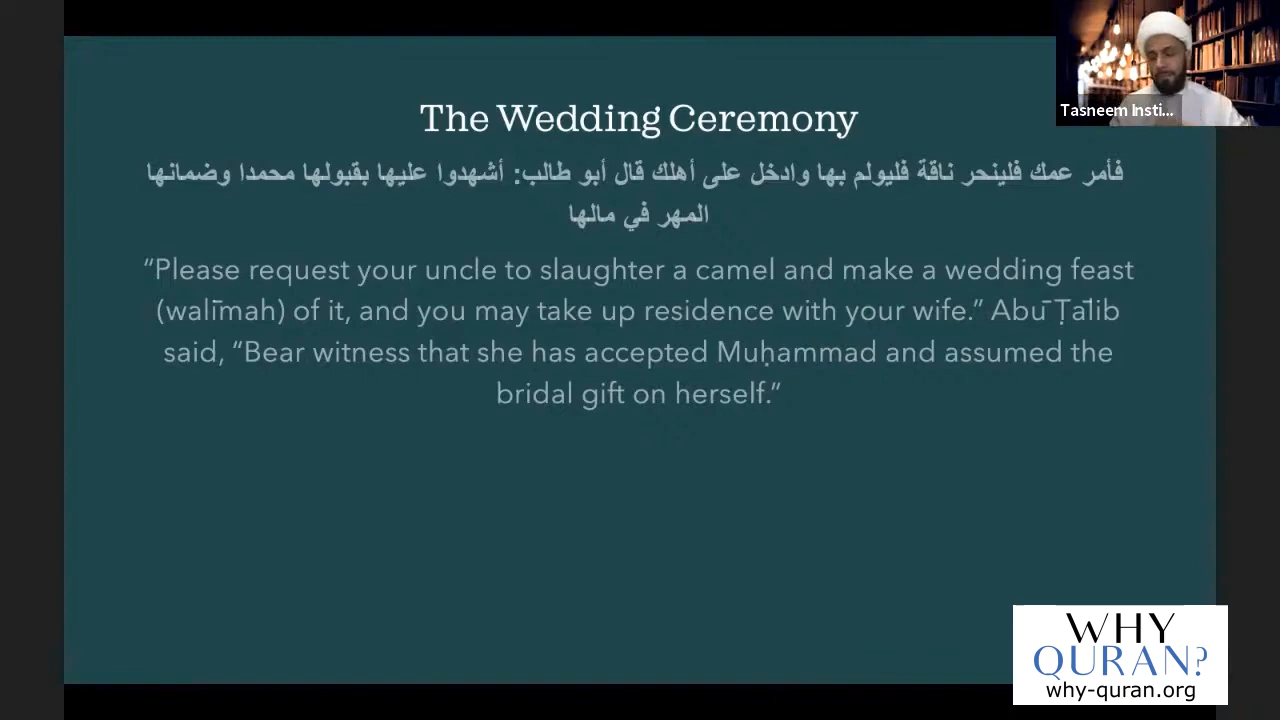 Tasneem Insti...
The Wedding Ceremony
فأمر عمك فلينحر ناقة فليولم بها وادخل على أهلك قال أبو طالب: أشهدوا عليها بقبولها محمدا وضمانها
المهر في مالها
“Please request your uncle to slaughter a camel and make a wedding feast
(walīmah) of it, and you may take up residence with your wife.” Abū Ṭālib
said, “Bear witness that she has accepted Muḥammad and assumed the
bridal gift on herself.”
WHY
QURAN?
why-quran.org